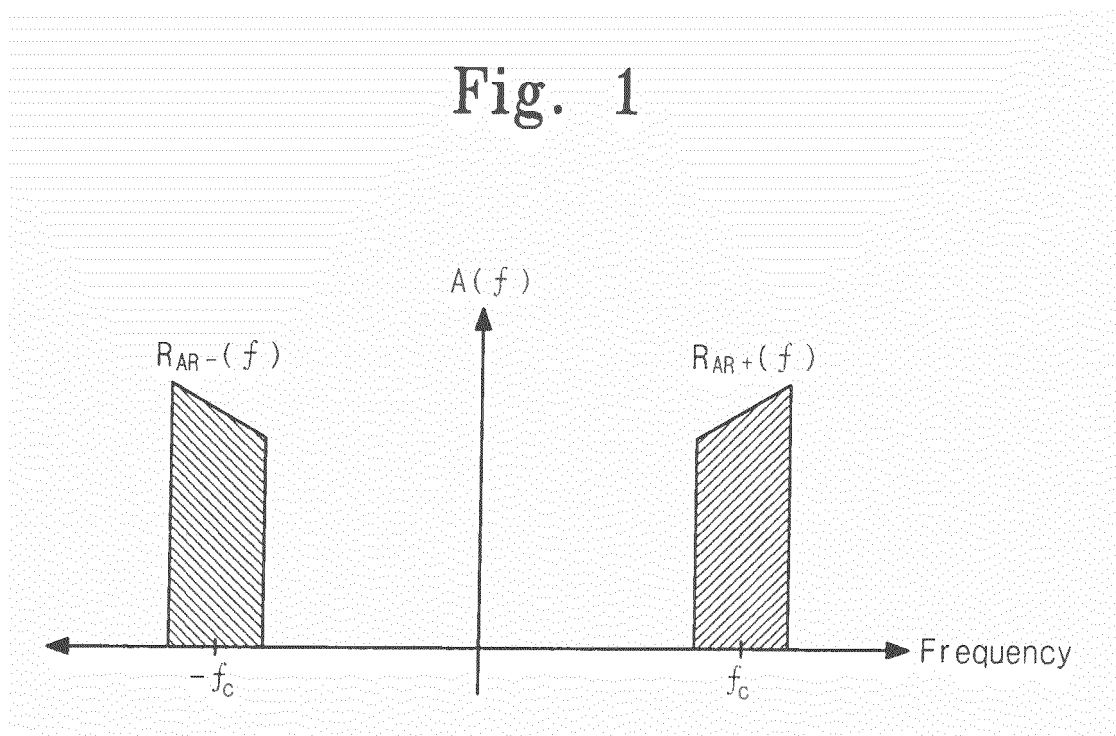 Fig. 1
A(f)
R_AR-(f)
R_AR+(f)
Frequency
-f_c
f_c